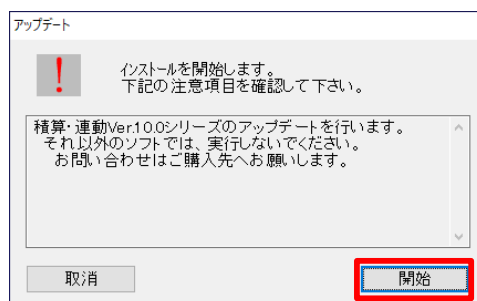 アップデート
インストールを開始します。
下記の注意項目を確認して下さい。
積算・連動Ver.10.0シリーズのアップデートを行います。
それ以外のソフトでは、実行しないでください。
お問い合わせはご購入先へお願いします。
取消
開始